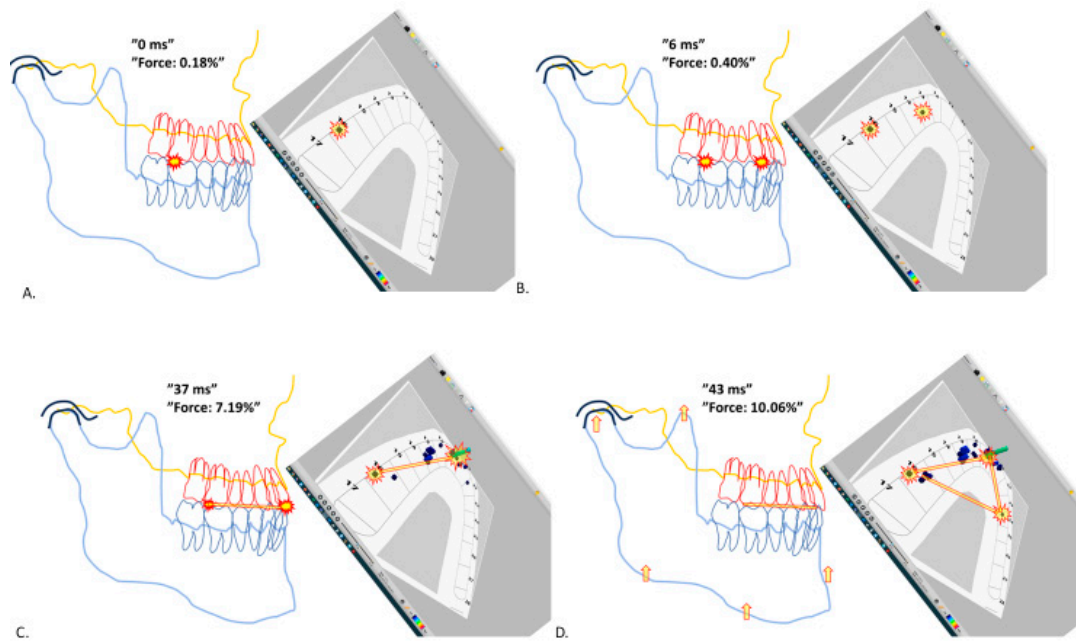 ”0 ms”
”Force: 0.18%”
A.
”6 ms”
”Force: 0.40%”
B.
”37 ms”
”Force: 7.19%”
C.
”43 ms”
”Force: 10.06%”
D.